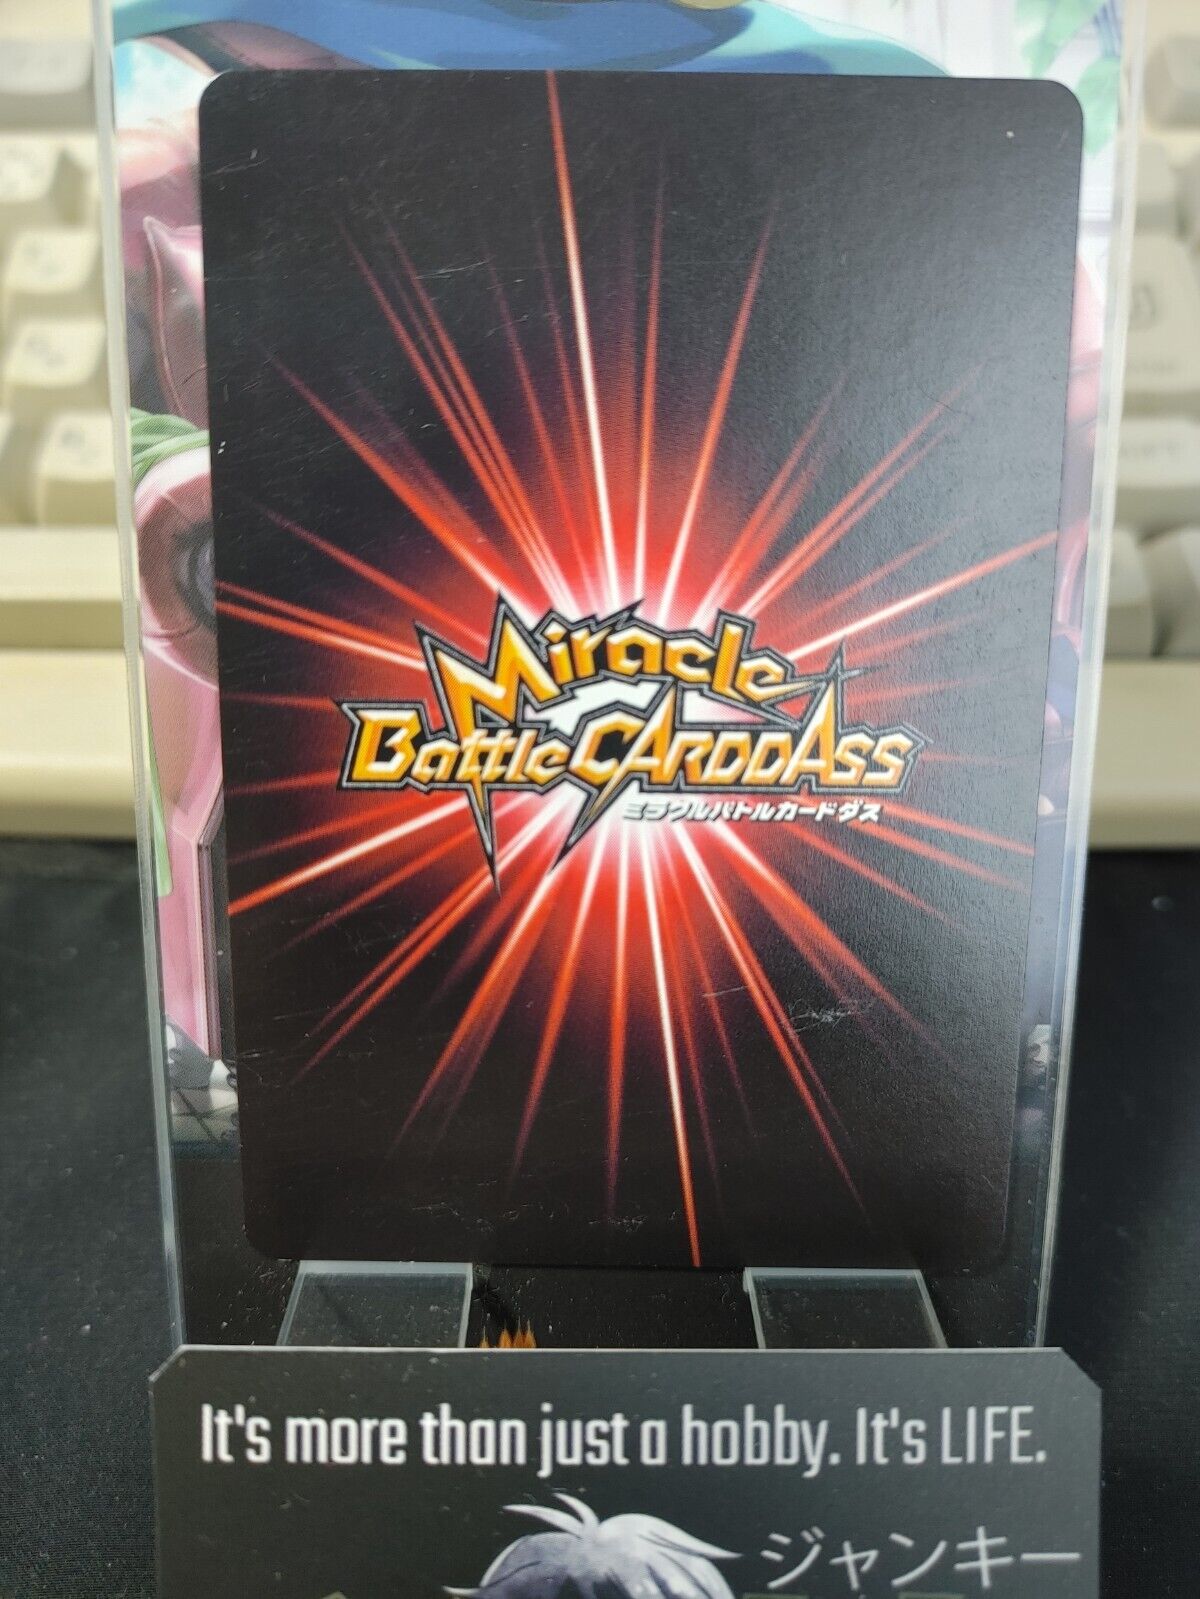 Miracle
Battle CARDDASS
ミラクルバトルカードダス
It's more than just a hobby. It's LIFE.
ジャンキー